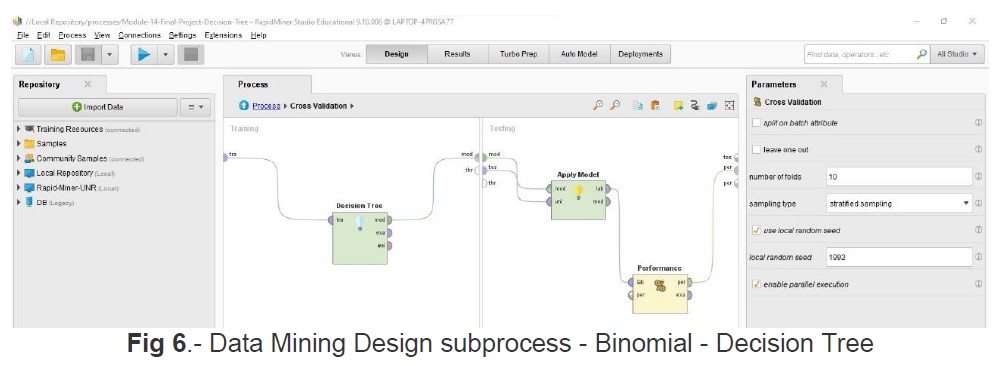 //Local Repository/processes/Module-14-Final-Project-Decision-Tree – RapidMiner Studio Educational 9.10.008 @ LAPTOP-47RGSA77
File Edit Process View Connections Settings Extensions Help
Views: Design Results Turbo Prep Auto Model Deployments
Find data, operators...etc
All Studio
Repository
Import Data
Training Resources (connected)
Samples
Community Samples (connected)
Local Repository (Local)
Rapid-Miner-UNR (Local)
DB (Legacy)
Process
Process Cross Validation
Training
tra
Decision Tree
tra mod
exa
wei
mod
thr
Testing
mod
tes
thr
Apply Model
mod lab
unl mod
Performance
lab per
per exa
tes
per
per
Parameters
Cross Validation
split on batch attribute
leave one out
number of folds 10
sampling type stratified sampling
use local random seed
local random seed 1992
enable parallel execution
Fig 6.- Data Mining Design subprocess - Binomial - Decision Tree